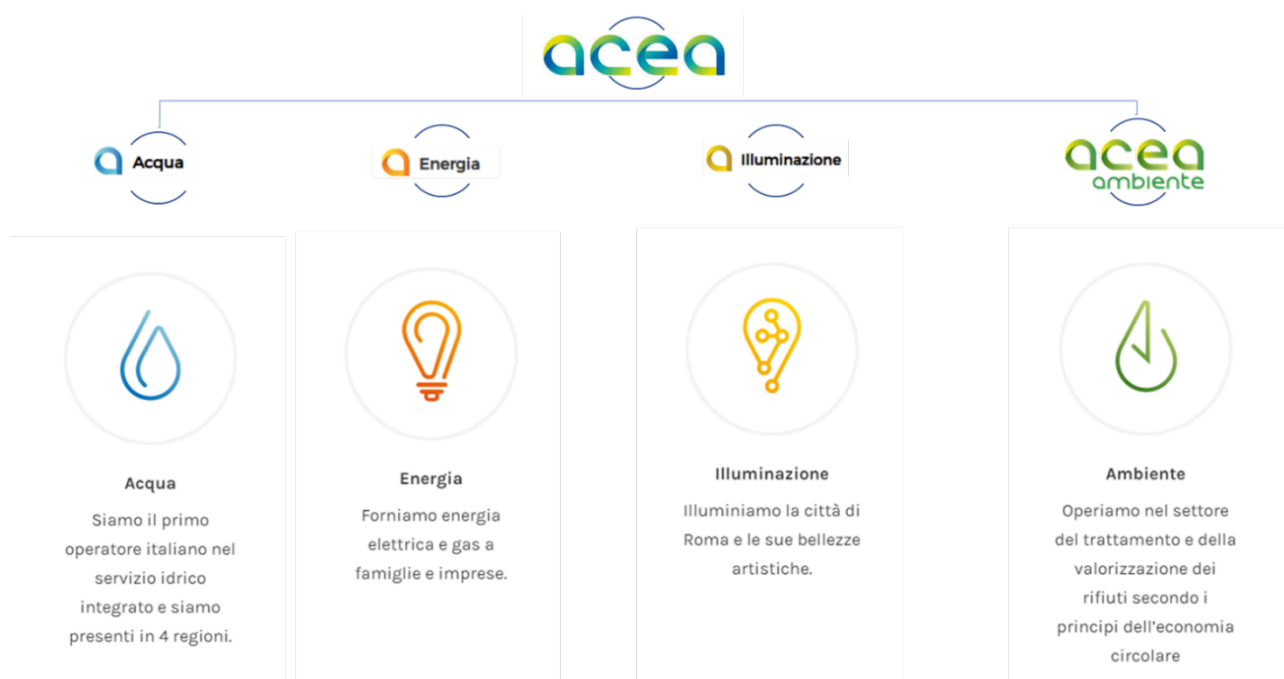 acea
Acqua
Energia
Illuminazione
acea
ambiente
Acqua
Siamo il primo
operatore italiano nel
servizio idrico
integrato e siamo
presenti in 4 regioni.
Energia
Forniamo energia
elettrica e gas a
famiglie e imprese.
Illuminazione
Illuminiamo la città di
Roma e le sue bellezze
artistiche.
Ambiente
Operiamo nel settore
del trattamento e della
valorizzazione dei
rifiuti secondo i
principi dell'economia
circolare